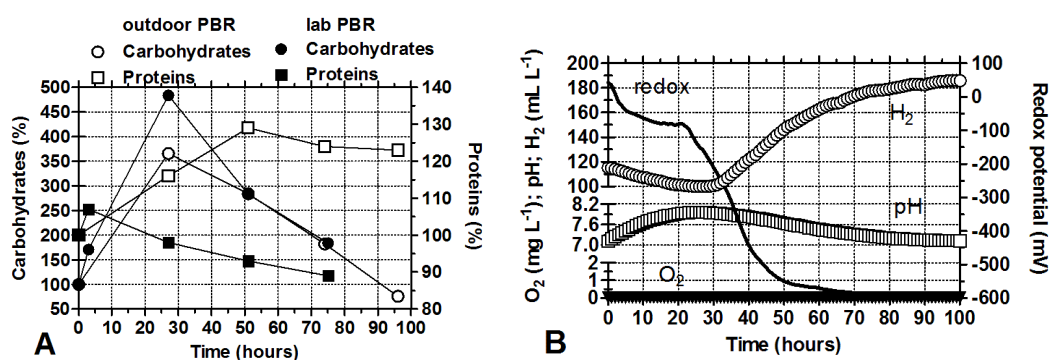 outdoor PBR lab PBR
Carbohydrates Carbohydrates
Proteins Proteins
500
450
400
350
300
250
200
150
100
50
Carbohydrates (%)
140
130
120
110
100
90
80
Proteins (%)
0 10 20 30 40 50 60 70 80 90 100
Time (hours)
A
200
180
160
140
120
100
8.2
7.6
7.0
2
1
0
O2 (mg L-1); pH; H2 (mL L-1)
redox
H2
pH
O2
100
0
-100
-200
-300
-400
-500
-600
Redox potential (mV)
0 10 20 30 40 50 60 70 80 90 100
Time (hours)
B